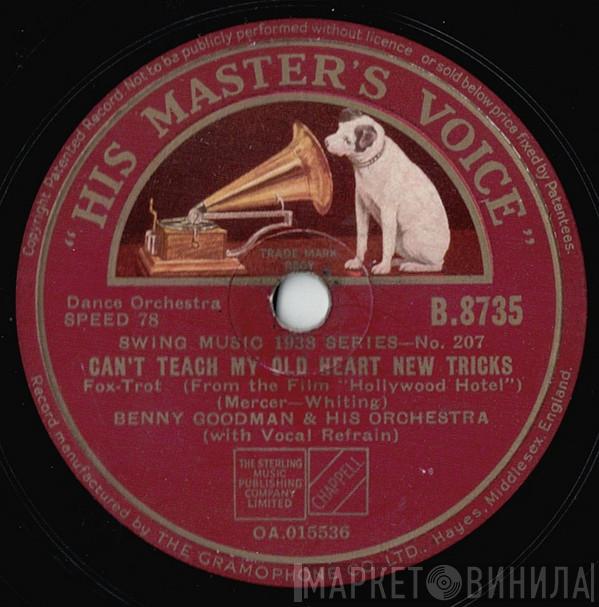 Copyright Patented Record. Not to be publicly performed without licence or sold below price fixed by Patentees.
"HIS MASTER'S VOICE"
TRADE MARK
Dance Orchestra
SPEED 78
B.8735
SWING MUSIC 1938 SERIES—No. 207
CAN'T TEACH MY OLD HEART NEW TRICKS
Fox-Trot (From the Film "Hollywood Hotel")
(Mercer—Whiting)
BENNY GOODMAN & HIS ORCHESTRA
(with Vocal Refrain)
THE STERLING
MUSIC
PUBLISHING
COMPANY
LIMITED
CHAPPELL
OA.015536
Record manufactured by THE GRAMOPHONE CO., LTD., Hayes, Middlesex, England.
МАРКЕТ ВИНИЛА